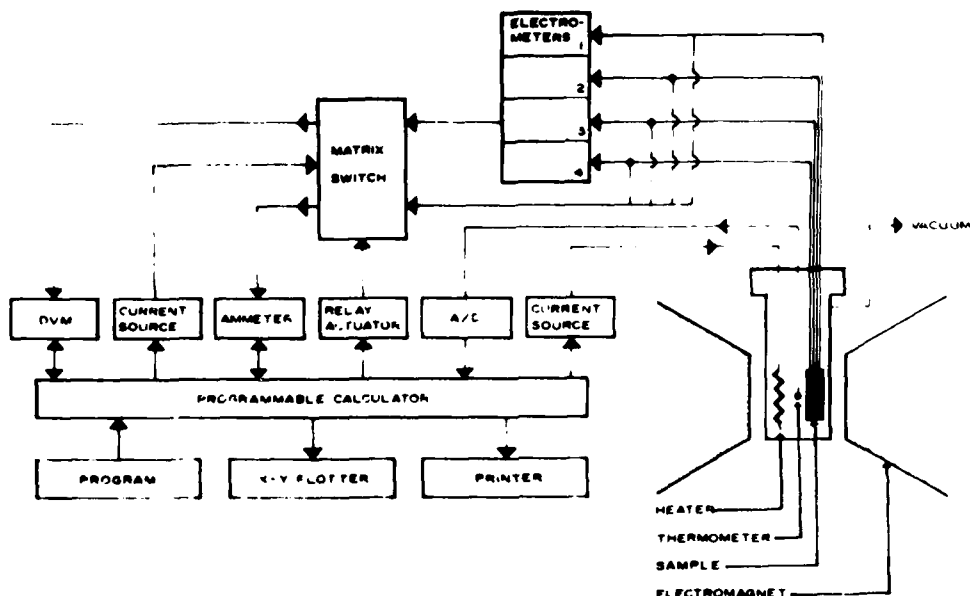 ELECTRO-
METERS
1
2
3
4
MATRIX
SWITCH
VACUUM
DVM
CURRENT
SOURCE
AMMETER
RELAY
ACTUATOR
A/D
CURRENT
SOURCE
PROGRAMMABLE CALCULATOR
PROGRAM
X-Y PLOTTER
PRINTER
HEATER
THERMOMETER
SAMPLE
ELECTROMAGNET